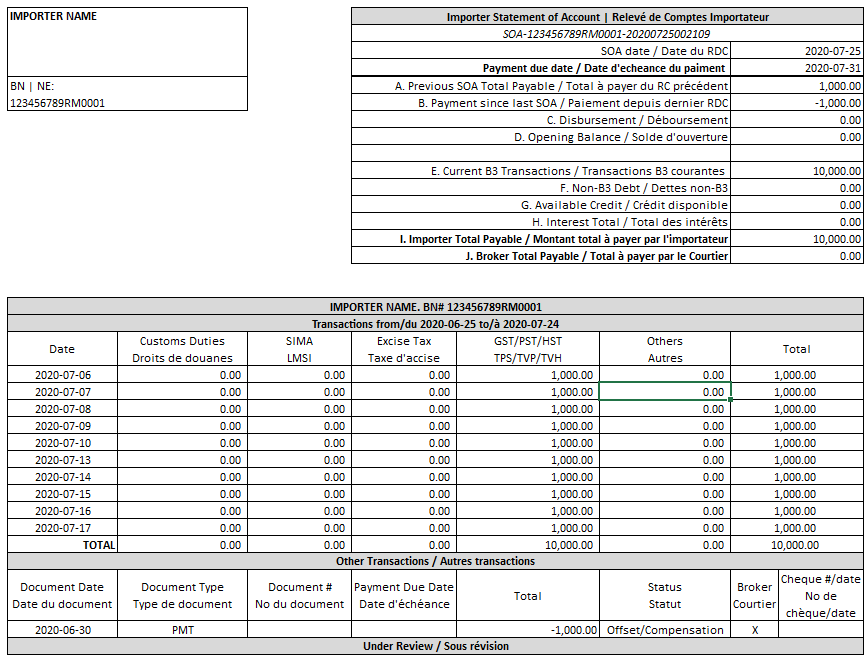 IMPORTER NAME
BN | NE:
123456789RM0001
Importer Statement of Account | Relevé de Comptes Importateur
SOA-123456789RM0001-20200725002109
SOA date / Date du RDC 2020-07-25
Payment due date / Date d'echeance du paiment 2020-07-31
A. Previous SOA Total Payable / Total à payer du RC précédent 1,000.00
B. Payment since last SOA / Paiement depuis dernier RDC -1,000.00
C. Disbursement / Déboursement 0.00
D. Opening Balance / Solde d'ouverture 0.00
E. Current B3 Transactions / Transactions B3 courantes 10,000.00
F. Non-B3 Debt / Dettes non-B3 0.00
G. Available Credit / Crédit disponible 0.00
H. Interest Total / Total des intérêts 0.00
I. Importer Total Payable / Montant total à payer par l'importateur 10,000.00
J. Broker Total Payable / Total à payer par le Courtier 0.00
IMPORTER NAME. BN# 123456789RM0001
Transactions from/du 2020-06-25 to/à 2020-07-24
Date Customs Duties SIMA Excise Tax GST/PST/HST Others Total
Droits de douanes LMSI Taxe d'accise TPS/TVP/TVH Autres
2020-07-06 0.00 0.00 0.00 1,000.00 0.00 1,000.00
2020-07-07 0.00 0.00 0.00 1,000.00 0.00 1,000.00
2020-07-08 0.00 0.00 0.00 1,000.00 0.00 1,000.00
2020-07-09 0.00 0.00 0.00 1,000.00 0.00 1,000.00
2020-07-10 0.00 0.00 0.00 1,000.00 0.00 1,000.00
2020-07-13 0.00 0.00 0.00 1,000.00 0.00 1,000.00
2020-07-14 0.00 0.00 0.00 1,000.00 0.00 1,000.00
2020-07-15 0.00 0.00 0.00 1,000.00 0.00 1,000.00
2020-07-16 0.00 0.00 0.00 1,000.00 0.00 1,000.00
2020-07-17 0.00 0.00 0.00 1,000.00 0.00 1,000.00
TOTAL 0.00 0.00 0.00 10,000.00 0.00 10,000.00
Other Transactions / Autres transactions
Document Date Document Type Document # Payment Due Date Total Status Broker Cheque #/date
Date du document Type de document No du document Date d'échéance Statut Courtier No de
chèque/date
2020-06-30 PMT -1,000.00 Offset/Compensation X
Under Review / Sous révision